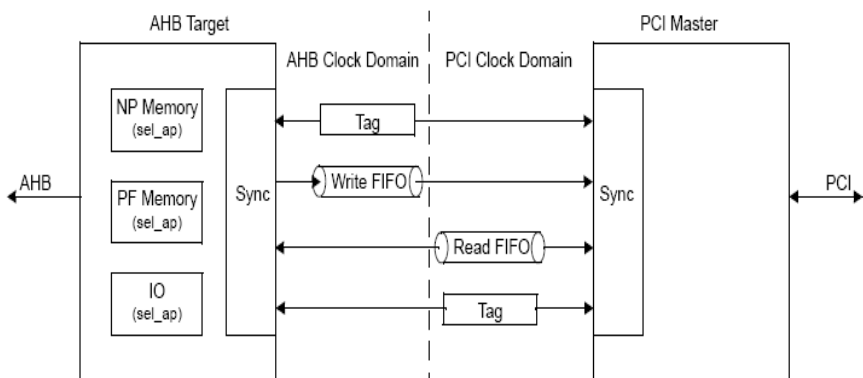 AHB Target
PCI Master
AHB Clock Domain
PCI Clock Domain
NP Memory
(sel_ap)
Tag
AHB
PF Memory
(sel_ap)
Sync
Write FIFO
Sync
PCI
Read FIFO
IO
(sel_ap)
Tag